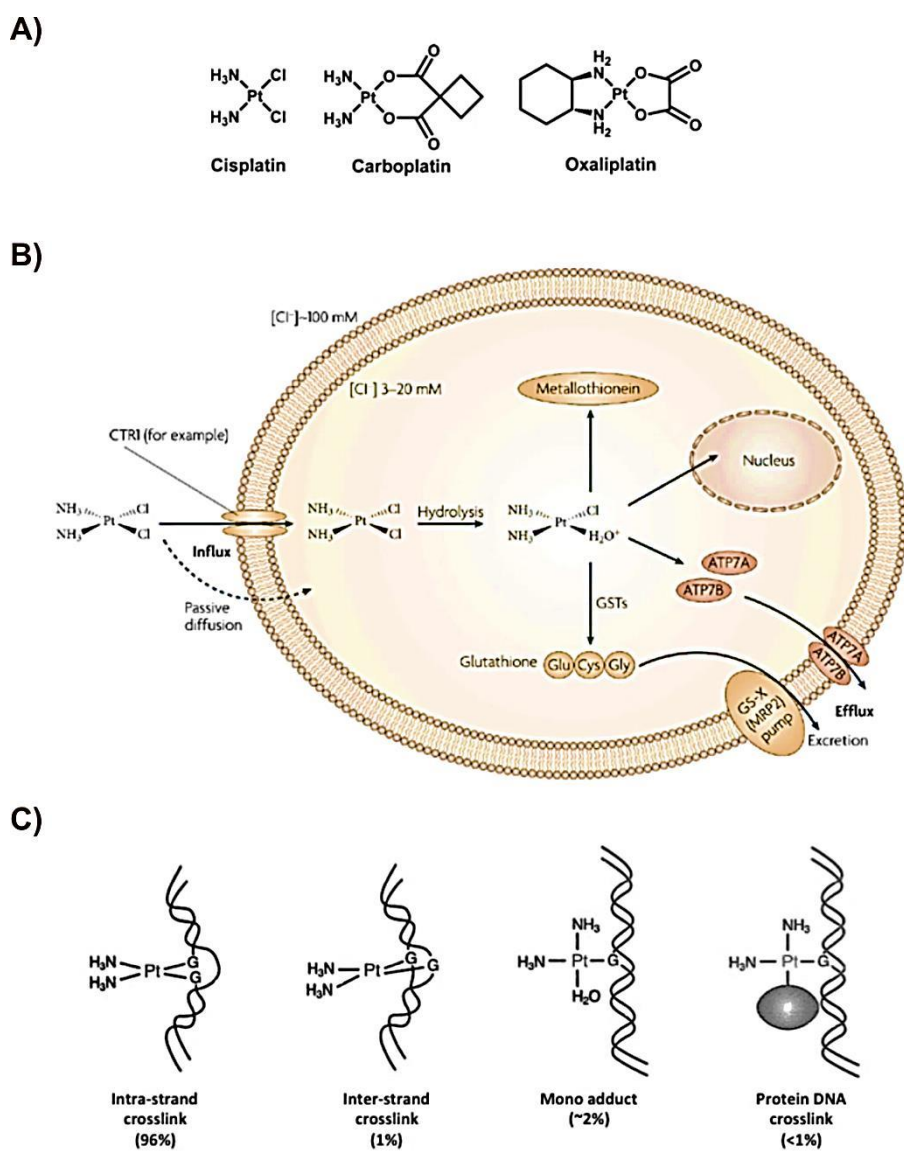 A)
H₃N Cl
Pt
H₃N Cl
Cisplatin
O
H₃N O
Pt
H₃N O
O
Carboplatin
H₂
N O O
Pt
N O O
H₂
Oxaliplatin
B)
[Cl⁻]~100 mM
[Cl ] 3–20 mM
Metallothionein
CTR1 (for example)
Nucleus
NH₃ Cl
Pt
NH₃ Cl
Influx
NH₃ Cl
Pt
NH₃ Cl
Hydrolysis
NH₃ Cl
Pt
NH₃ H₂O⁺
Passive
diffusion
ATP7A
ATP7B
GSTs
Glutathione Glu Cys Gly
ATP7A
ATP7B
Efflux
GS-X
(MRP2)
pump
Excretion
C)
H₃N
Pt G
H₃N G
Intra-strand
crosslink
(96%)
H₃N
Pt G G
H₃N
Inter-strand
crosslink
(1%)
NH₃
H₃N Pt G
H₂O
Mono adduct
(~2%)
NH₃
H₃N Pt G
Protein DNA
crosslink
(<1%)